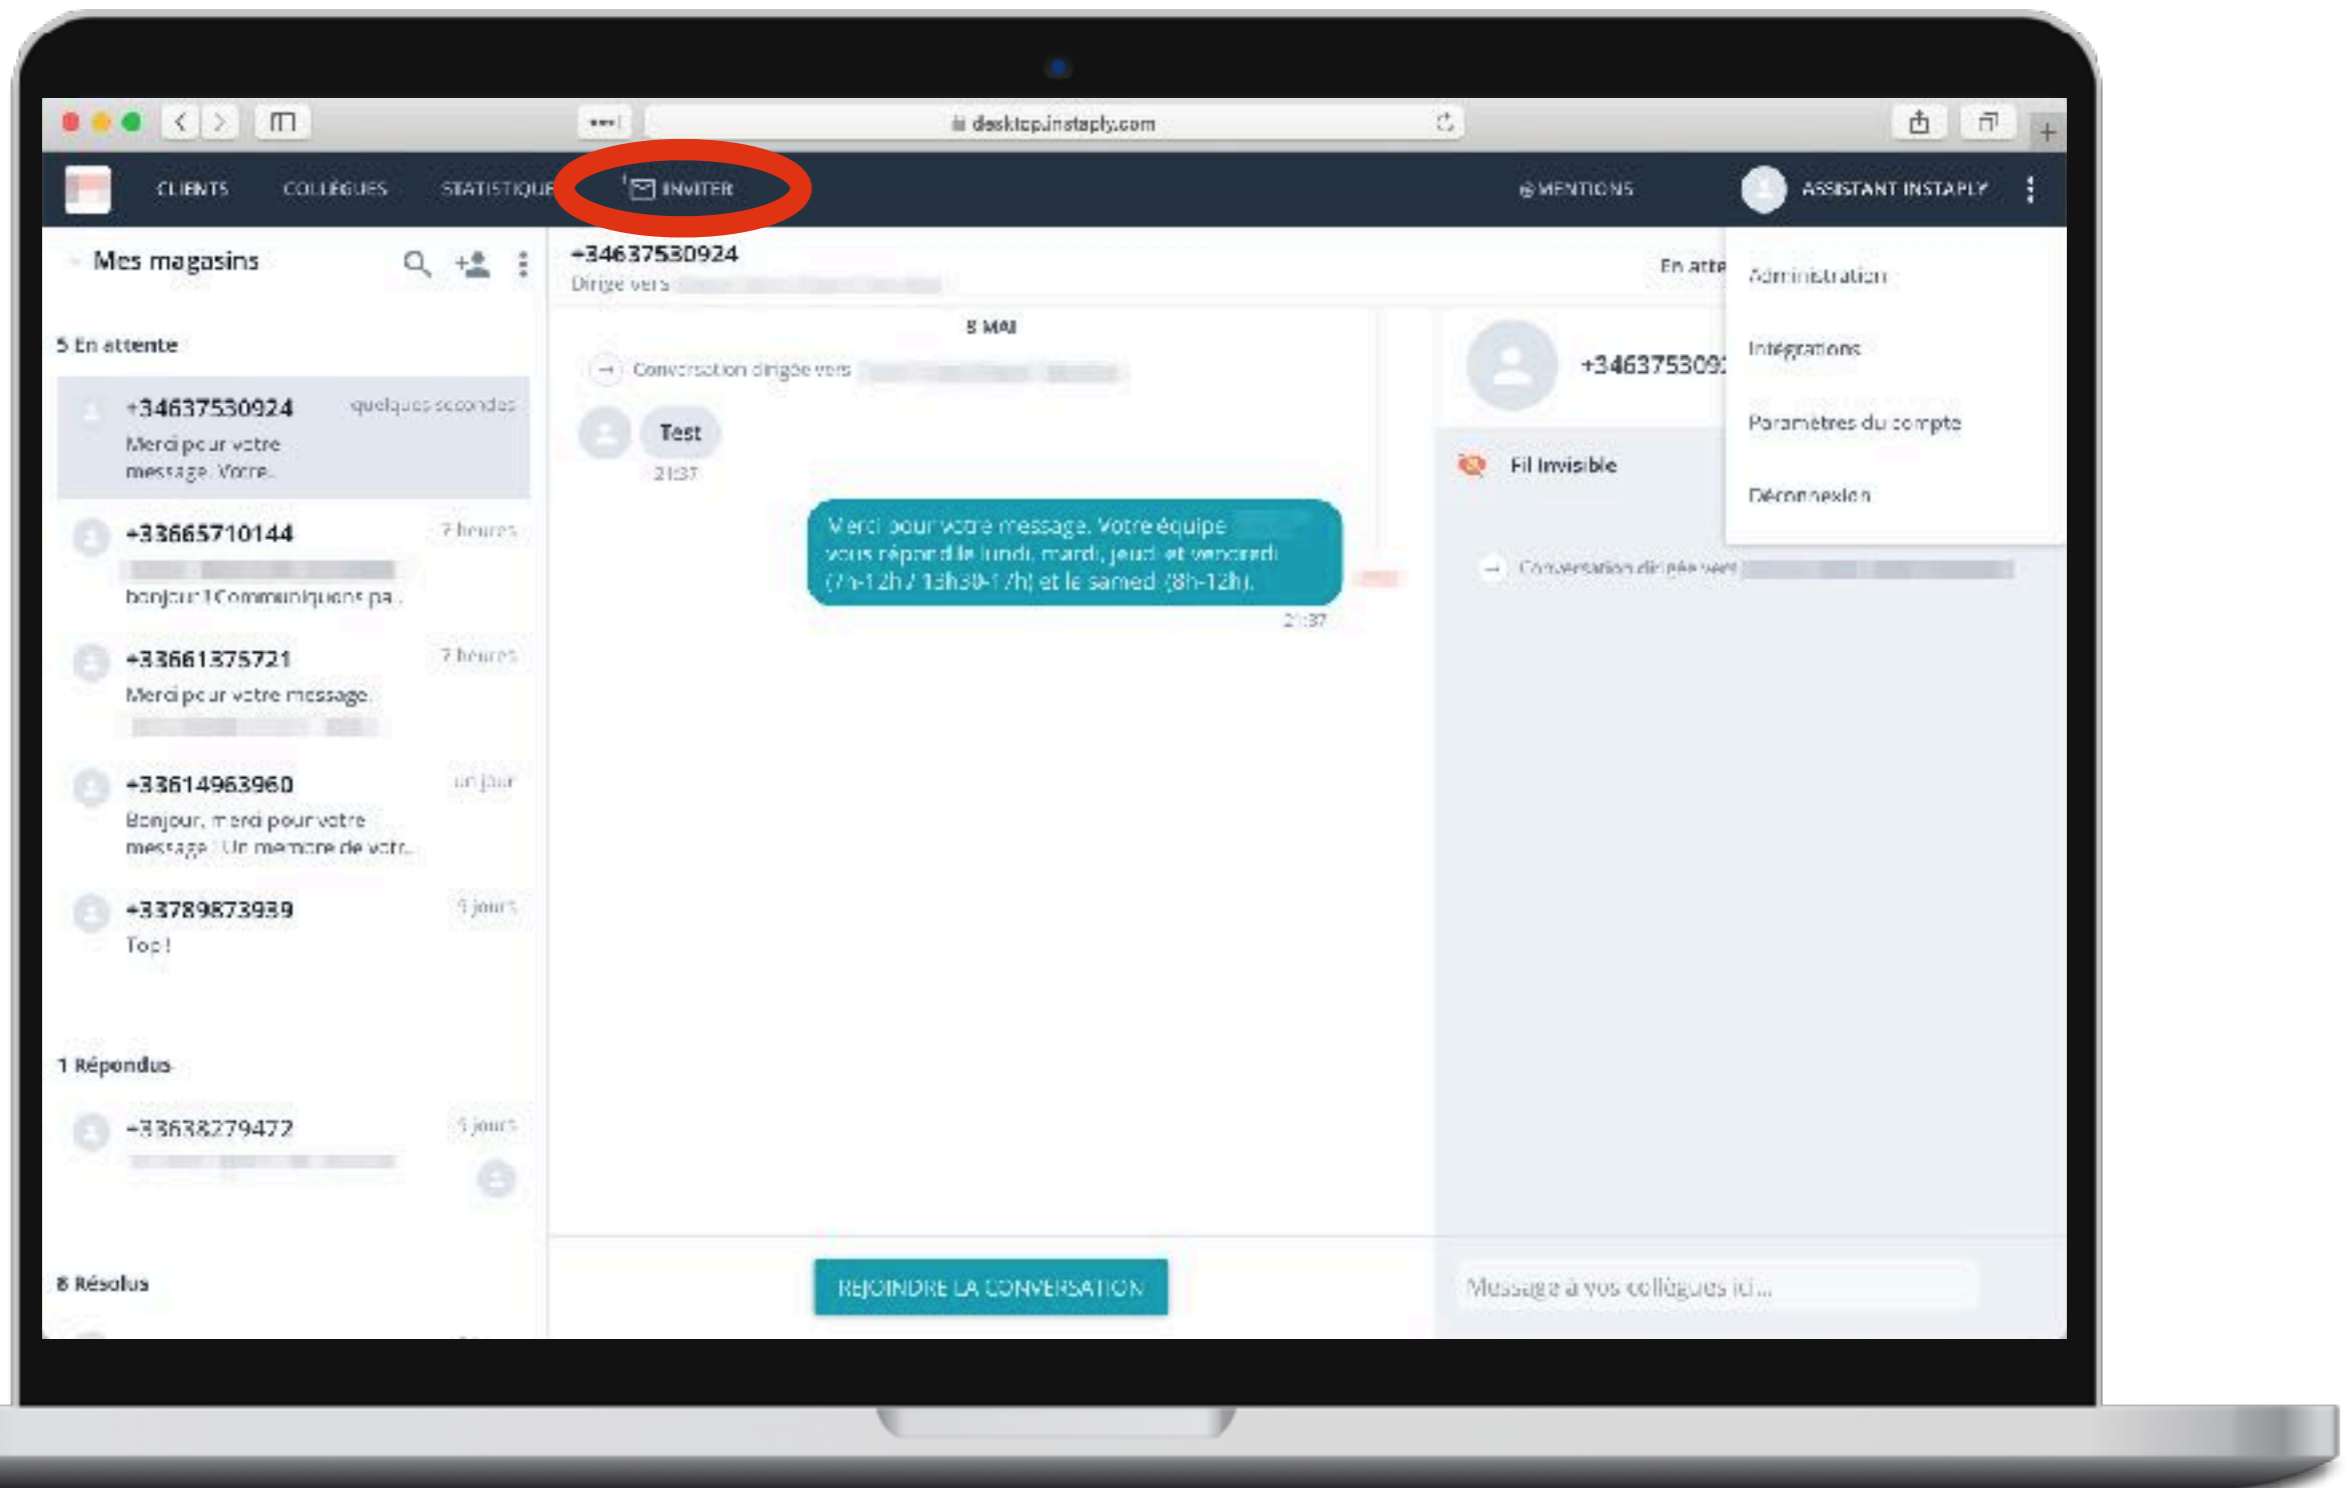 desktop.instaply.com
CLIENTS
COLLÈGUES
STATISTIQUE
INVITER
@MENTIONS
ASSISTANT INSTAPLY
Mes magasins
5 En attente
+34637530924
quelques secondes
Merci pour votre
message. Votre..
+33665710144
7 heures
bonjour ! Communiquons pa..
+33661375721
7 heures
Merci pour votre message.
+33614963960
un jour
Bonjour, merci pour votre
message ! Un membre de votr..
+33789873939
9 jours
Top !
1 Répondus
+33638279472
9 jours
8 Résolus
+34637530924
Dirigé vers
En atte
8 MAI
Conversation dirigée vers
Test
21:37
Merci pour votre message. Votre équipe
vous répond le lundi, mardi, jeudi et vendredi
(7h-12h / 13h30-17h) et le samedi (8h-12h).
21:37
REJOINDRE LA CONVERSATION
+3463753092
Fil Invisible
Conversation dirigée vers
Message à vos collègues ici...
Administration
Intégrations
Paramètres du compte
Déconnexion